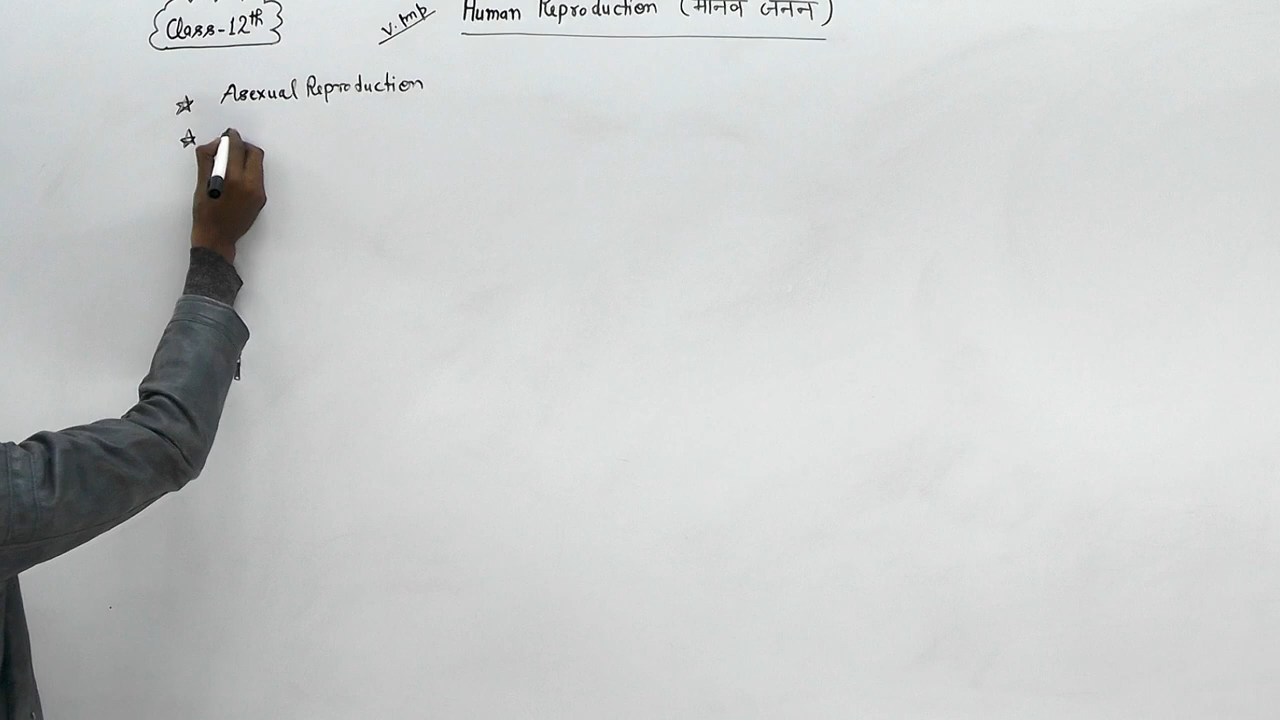 Class-12th
V. Imp
Human Reproduction (मानव जनन)
☆ Asexual Reproduction
☆